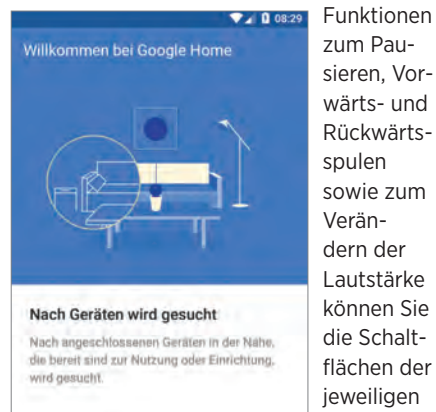 08:29
Willkommen bei Google Home
Nach Geräten wird gesucht
Nach angeschlossenen Geräten in der Nähe,
die bereit sind zur Nutzung oder Einrichtung,
wird gesucht.
Funktionen
zum Pau-
sieren, Vor-
wärts- und
Rückwärts-
spulen
sowie zum
Verän-
dern der
Lautstärke
können Sie
die Schalt-
flächen der
jeweiligen